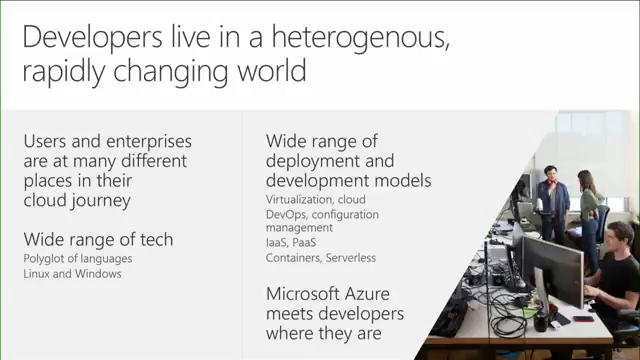 Developers live in a heterogenous,
rapidly changing world
Users and enterprises
are at many different
places in their
cloud journey
Wide range of tech
Polyglot of languages
Linux and Windows
Wide range of
deployment and
development models
Virtualization, cloud
DevOps, configuration
management
IaaS, PaaS
Containers, Serverless
Microsoft Azure
meets developers
where they are